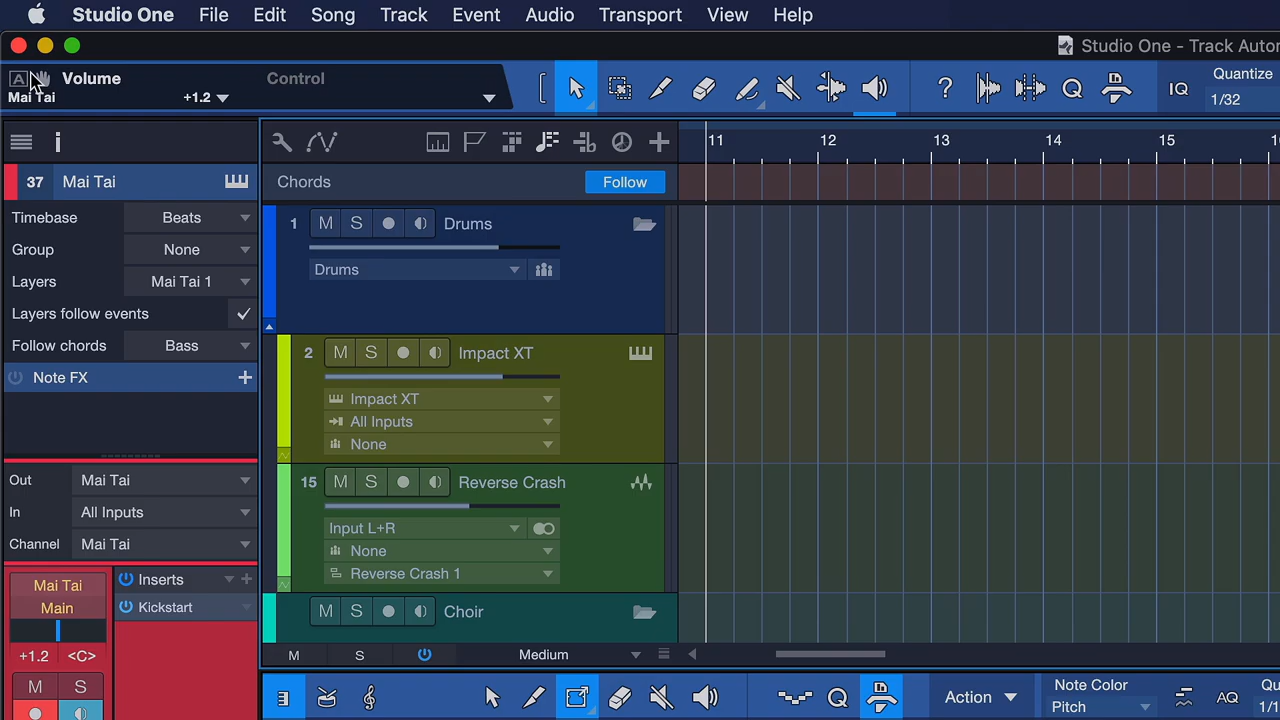 Studio One File Edit Song Track Event Audio Transport View Help
Studio One - Track Autor
A Volume Control
Mai Tai +1.2
? Q IQ Quantize
1/32
i
11 12 13 14 15
37 Mai Tai
Chords Follow
Timebase Beats
1 M S Drums
Group None
Drums
Layers Mai Tai 1
Layers follow events
Follow chords Bass
2 M S Impact XT
Note FX
Impact XT
All Inputs
None
Out Mai Tai
15 M S Reverse Crash
In All Inputs
Input L+R
Channel Mai Tai
None
Reverse Crash 1
Mai Tai Inserts
Main Kickstart
M S Choir
+1.2 <C>
M S Medium
M S
Q Action Note Color AQ Qu
Pitch 1/1